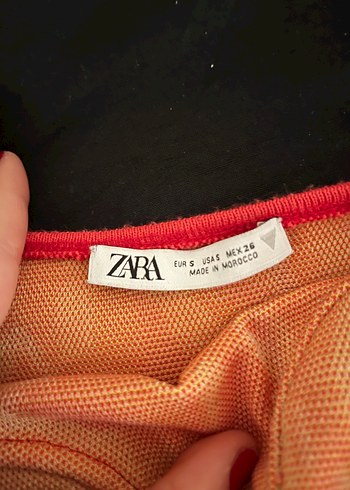 ZARA
EUR S USA S MEX 26
MADE IN MOROCCO